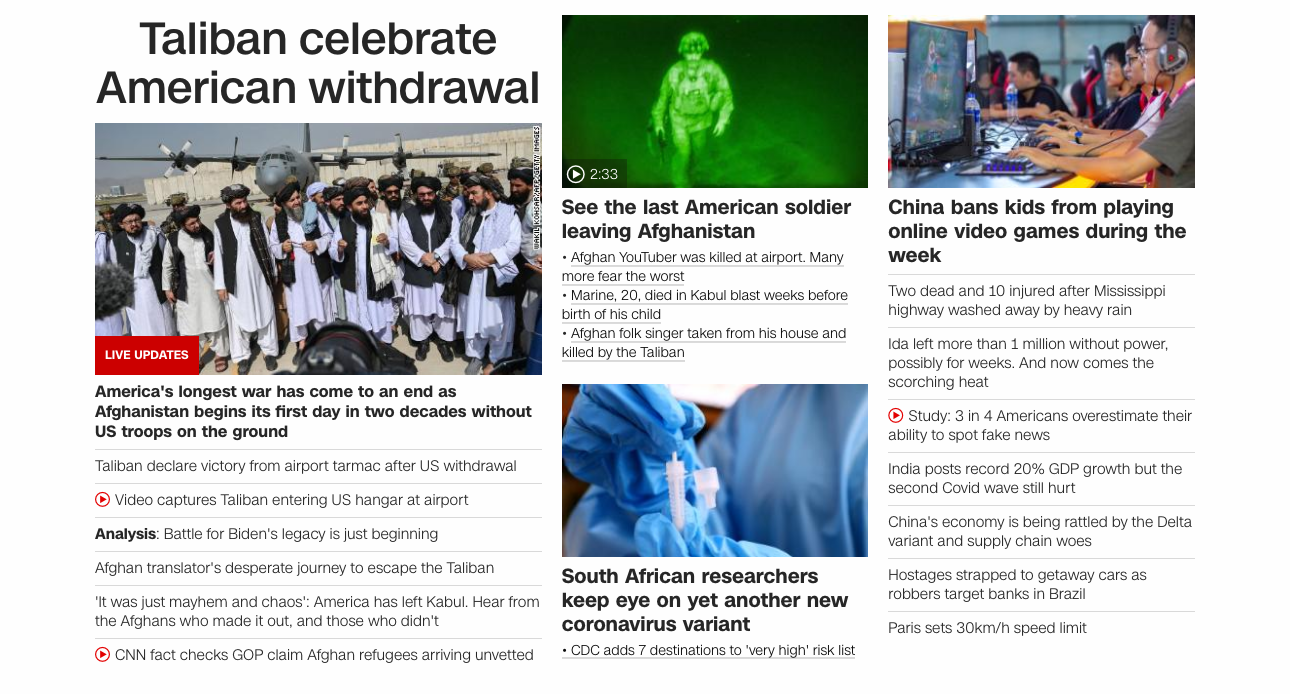 Taliban celebrate
American withdrawal
WAKIL KOHSAR/AFP/GETTY IMAGES
LIVE UPDATES
America's longest war has come to an end as
Afghanistan begins its first day in two decades without
US troops on the ground
Taliban declare victory from airport tarmac after US withdrawal
Video captures Taliban entering US hangar at airport
Analysis: Battle for Biden's legacy is just beginning
Afghan translator's desperate journey to escape the Taliban
'It was just mayhem and chaos': America has left Kabul. Hear from
the Afghans who made it out, and those who didn't
CNN fact checks GOP claim Afghan refugees arriving unvetted
2:33
See the last American soldier
leaving Afghanistan
• Afghan YouTuber was killed at airport. Many
more fear the worst
• Marine, 20, died in Kabul blast weeks before
birth of his child
• Afghan folk singer taken from his house and
killed by the Taliban
South African researchers
keep eye on yet another new
coronavirus variant
• CDC adds 7 destinations to 'very high' risk list
China bans kids from playing
online video games during the
week
Two dead and 10 injured after Mississippi
highway washed away by heavy rain
Ida left more than 1 million without power,
possibly for weeks. And now comes the
scorching heat
Study: 3 in 4 Americans overestimate their
ability to spot fake news
India posts record 20% GDP growth but the
second Covid wave still hurt
China's economy is being rattled by the Delta
variant and supply chain woes
Hostages strapped to getaway cars as
robbers target banks in Brazil
Paris sets 30km/h speed limit